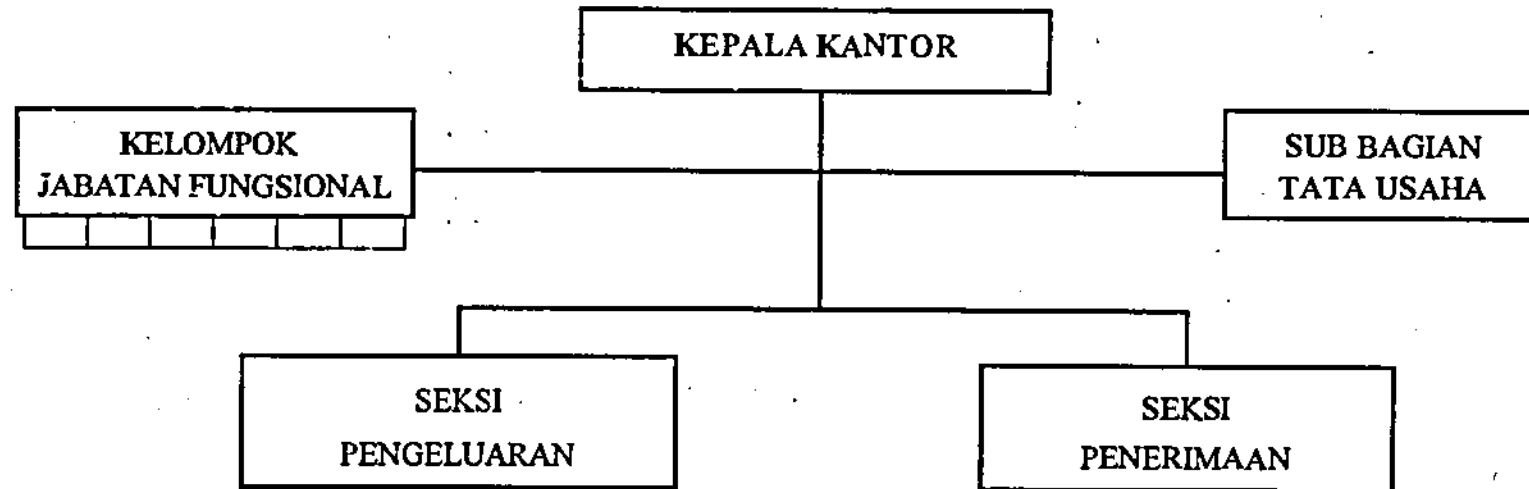 KEPALA KANTOR
KELOMPOK
JABATAN FUNGSIONAL
SUB BAGIAN
TATA USAHA
SEKSI
PENGELUARAN
SEKSI
PENERIMAAN